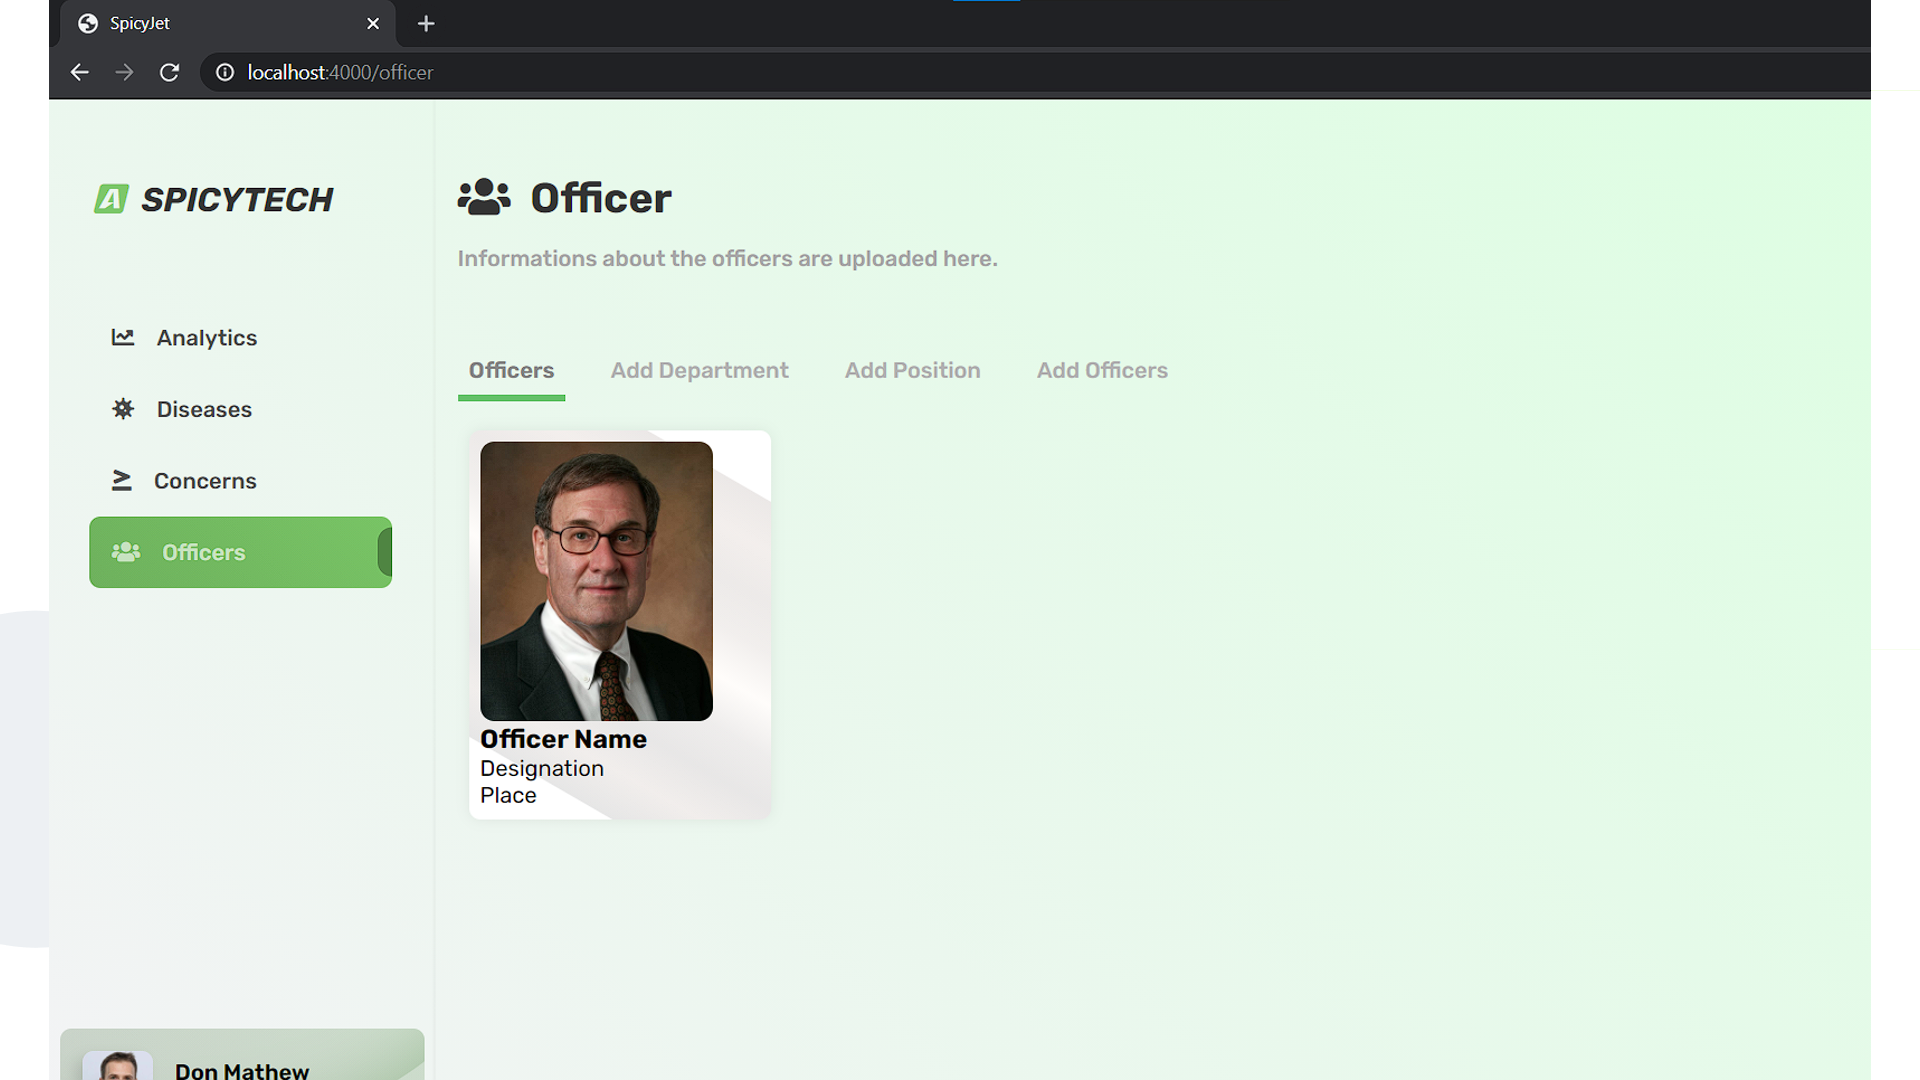 SpicyJet
localhost:4000/officer
A SPICYTECH
Analytics
Diseases
Concerns
Officers
Don Mathew
Officer
Informations about the officers are uploaded here.
Officers Add Department Add Position Add Officers
Officer Name
Designation
Place